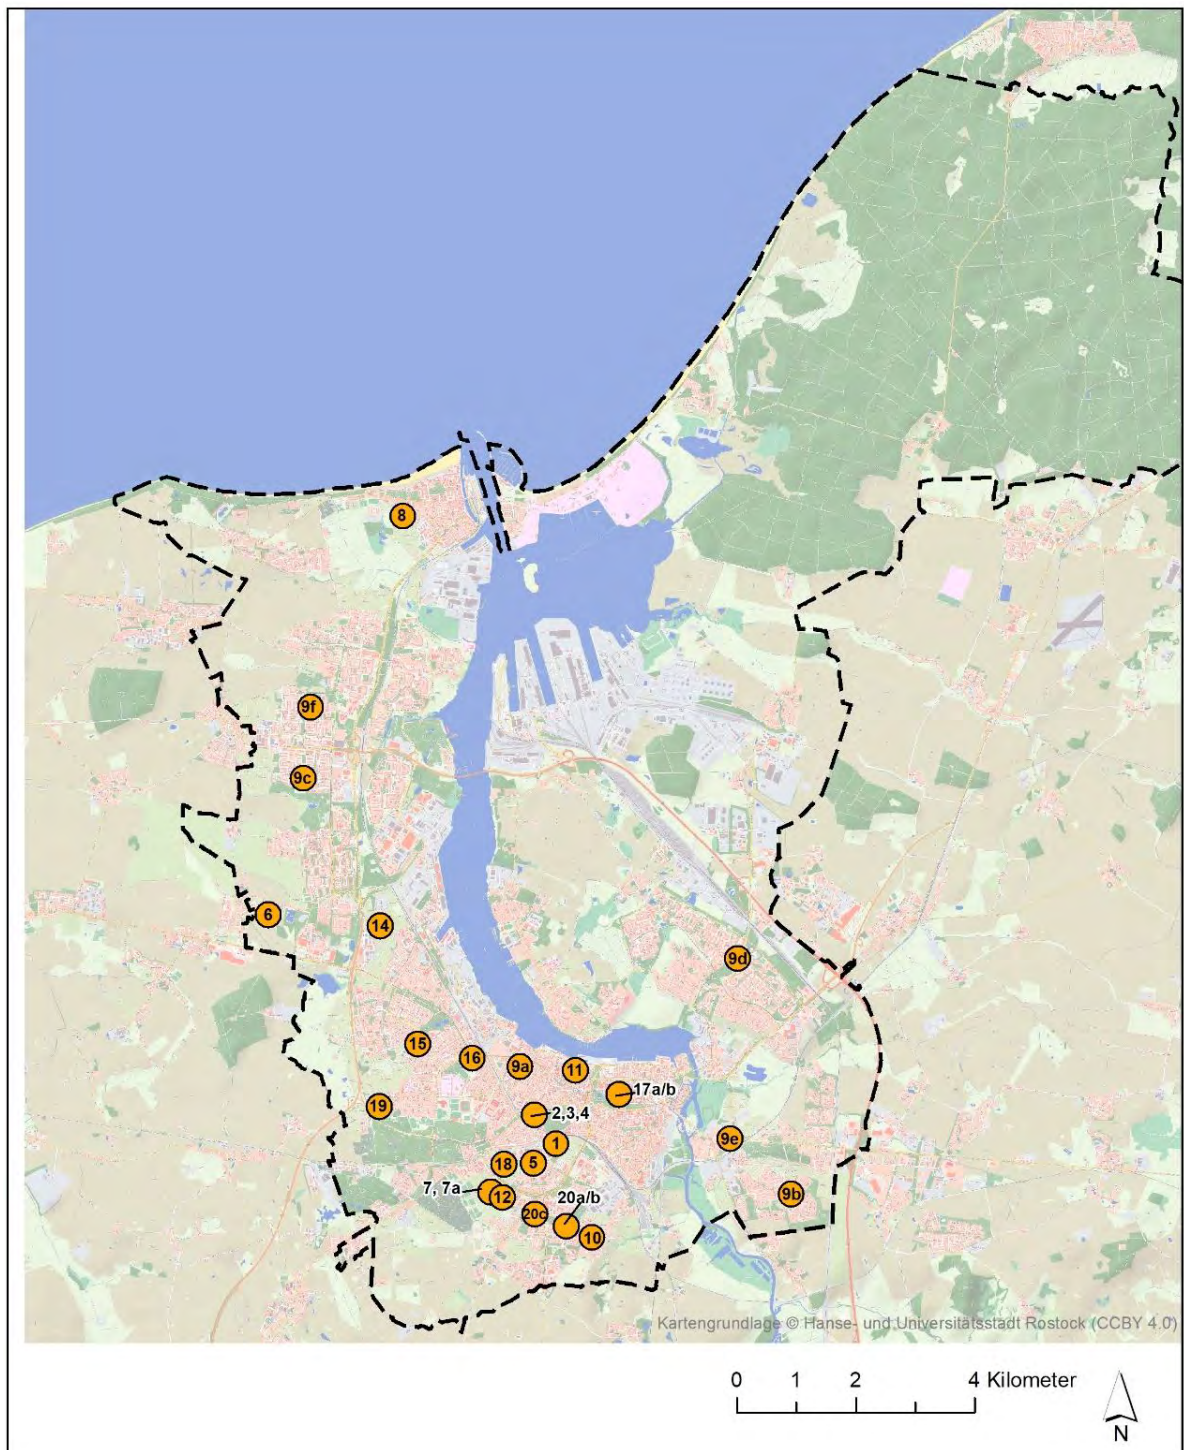 8
9f
9c
6
14
9d
15
16
9a
11
17a/b
19
2,3,4
1
9e
18
5
7, 7a
12
20a/b
9b
20c
10
Kartengrundlage © Hanse- und Universitätsstadt Rostock (CCBY 4.0)
0 1 2 4 Kilometer
N